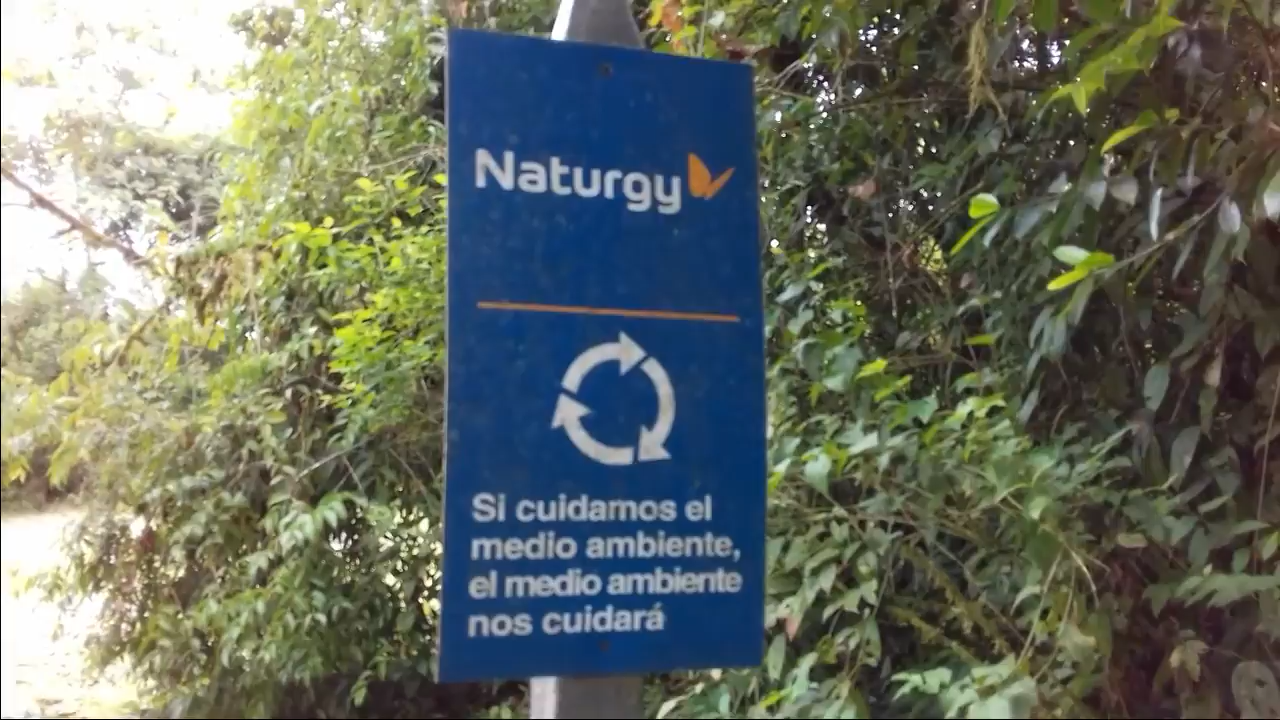 Naturgy
Si cuidamos el
medio ambiente,
el medio ambiente
nos cuidará